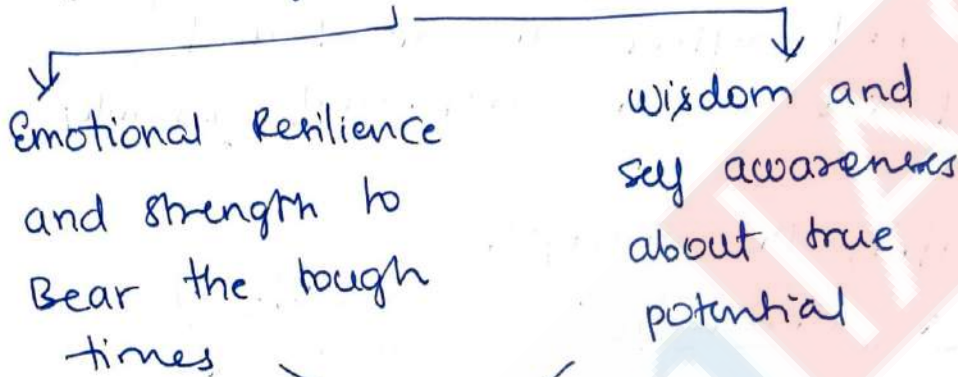 Emotional Resilience
and strength to
Bear the tough
times
wisdom and
self awareness
about true
potential